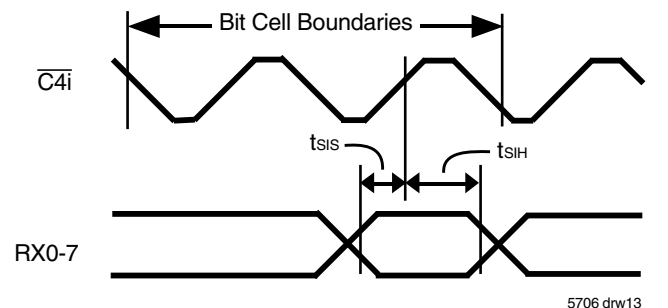 Bit Cell Boundaries
C4i
tSIS
tSIH
RX0-7
5706 drw13